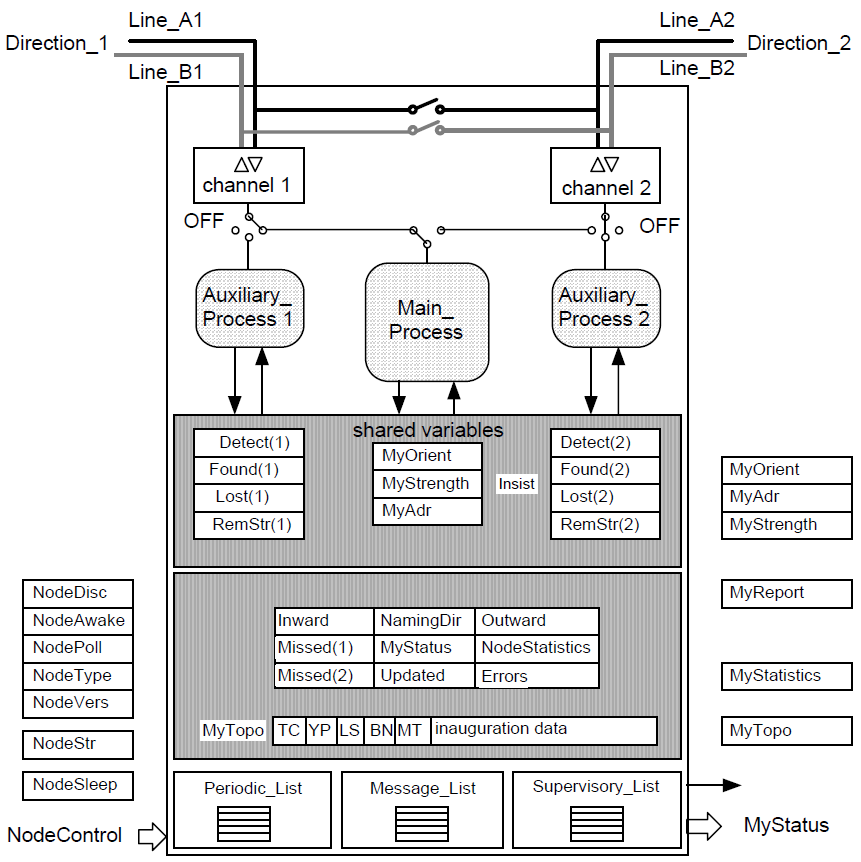 Line_A1
Line_A2
Direction_1
Direction_2
Line_B1
Line_B2
channel 1
channel 2
OFF
OFF
Auxiliary_
Process 1
Main_
Process
Auxiliary_
Process 2
shared variables
Detect(1)
Found(1)
Lost(1)
RemStr(1)
MyOrient
MyStrength
MyAdr
Insist
Detect(2)
Found(2)
Lost(2)
RemStr(2)
MyOrient
MyAdr
MyStrength
MyReport
MyStatistics
MyTopo
NodeDisc
NodeAwake
NodePoll
NodeType
NodeVers
NodeStr
NodeSleep
Inward NamingDir Outward
Missed(1) MyStatus NodeStatistics
Missed(2) Updated Errors
MyTopo TC YP LS BN MT inauguration data
Periodic_List
Message_List
Supervisory_List
NodeControl
MyStatus